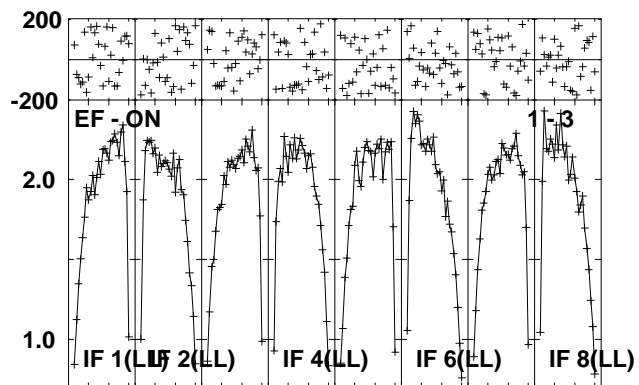 200
-200
EF - ON 1 - 3
2.0
1.0
IF 1(LL) IF 2(LL) IF 4(LL) IF 6(LL) IF 8(LL)